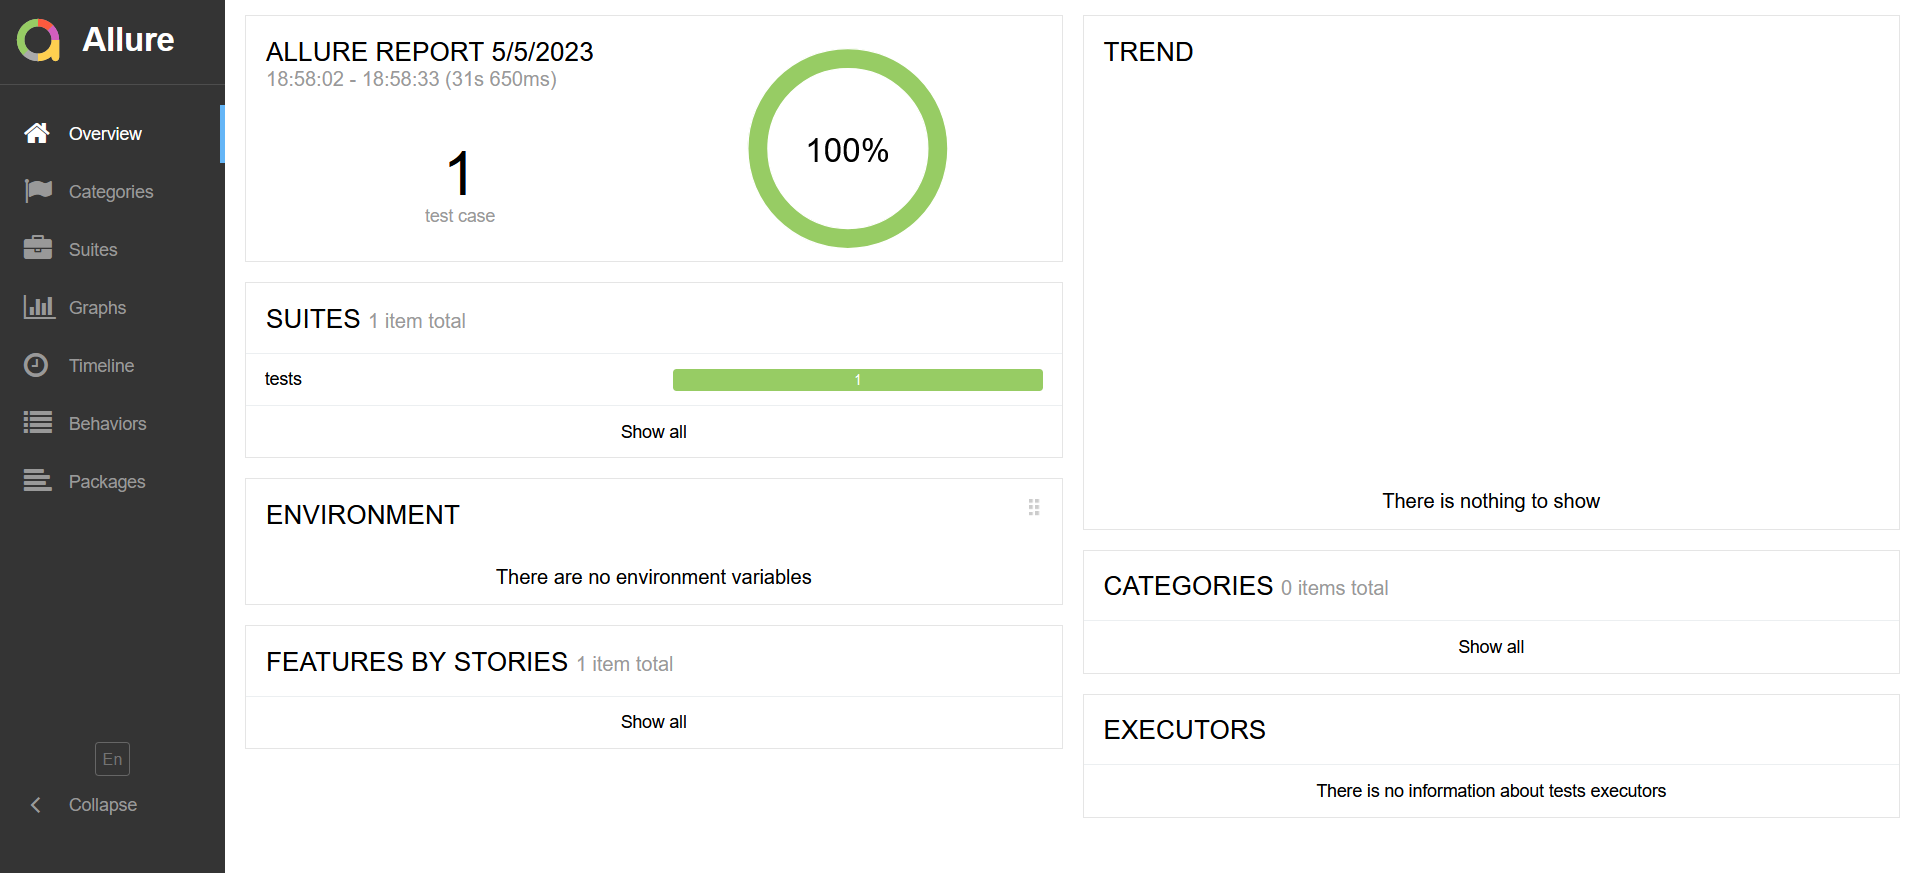 Allure
Overview
Categories
Suites
Graphs
Timeline
Behaviors
Packages
En
Collapse
ALLURE REPORT 5/5/2023
18:58:02 - 18:58:33 (31s 650ms)
1
test case
100%
SUITES 1 item total
tests 1
Show all
ENVIRONMENT
There are no environment variables
FEATURES BY STORIES 1 item total
Show all
TREND
There is nothing to show
CATEGORIES 0 items total
Show all
EXECUTORS
There is no information about tests executors